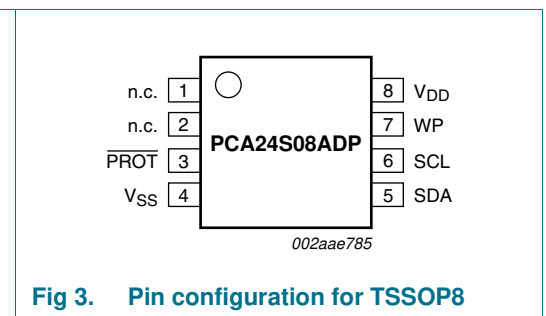 n.c. 1 8 VDD
n.c. 2 7 WP
PCA24S08ADP
PROT 3 6 SCL
VSS 4 5 SDA
002aae785
Fig 3. Pin configuration for TSSOP8